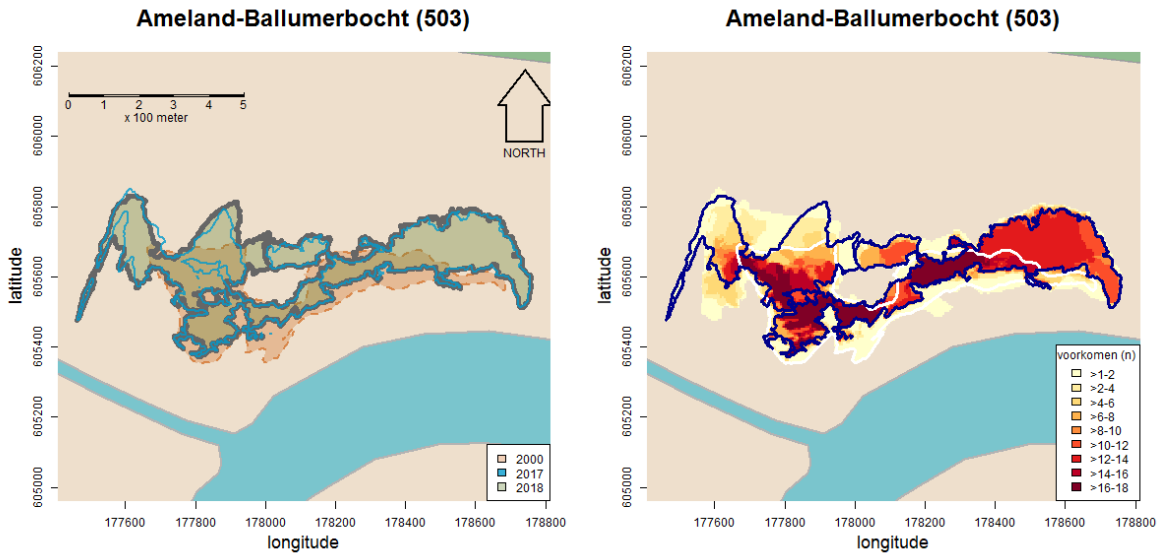 Ameland-Ballumerbocht (503)
606200
606000
605800
605600
605400
605200
605000
latitude
0 1 2 3 4 5
x 100 meter
NORTH
2000
2017
2018
177600 177800 178000 178200 178400 178600 178800
longitude
Ameland-Ballumerbocht (503)
606200
606000
605800
605600
605400
605200
605000
latitude
voorkomen (n)
>1-2
>2-4
>4-6
>6-8
>8-10
>10-12
>12-14
>14-16
>16-18
177600 177800 178000 178200 178400 178600 178800
longitude